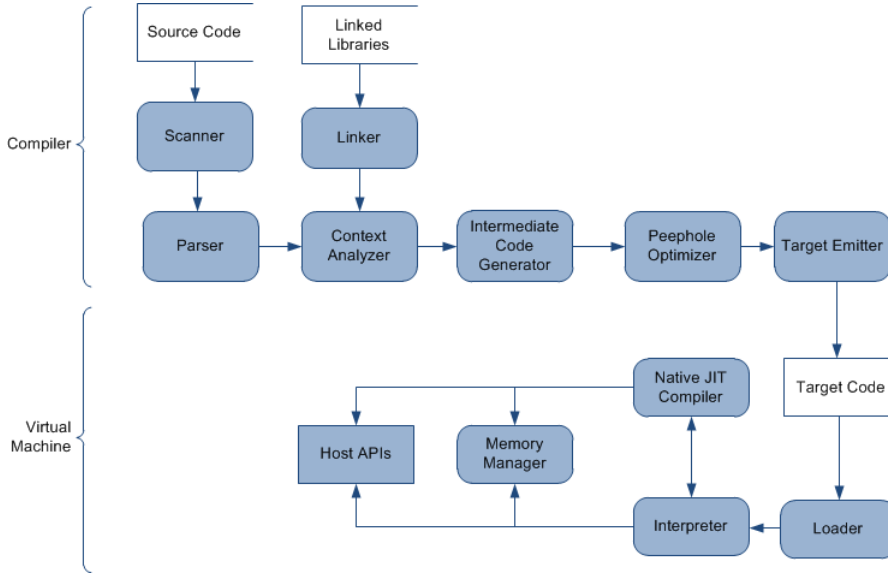 Source Code
Linked
Libraries
Compiler
Scanner
Linker
Parser
Context
Analyzer
Intermediate
Code
Generator
Peephole
Optimizer
Target Emitter
Virtual
Machine
Native JIT
Compiler
Target Code
Host APIs
Memory
Manager
Interpreter
Loader